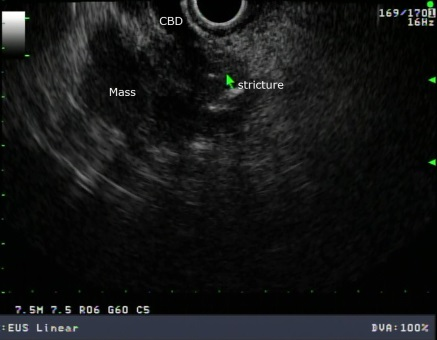 CBD
169/170
16Hz
stricture
Mass
7.5M 7.5 R06 G60 C5
:EUS Linear DVA:100%